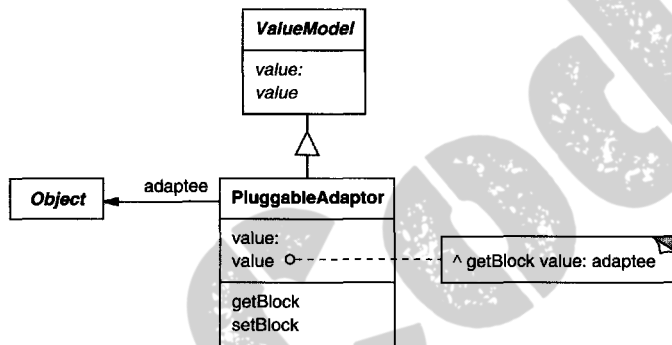 ValueModel
value:
value
Object
adaptee
PluggableAdaptor
value:
value
^ getBlock value: adaptee
getBlock
setBlock